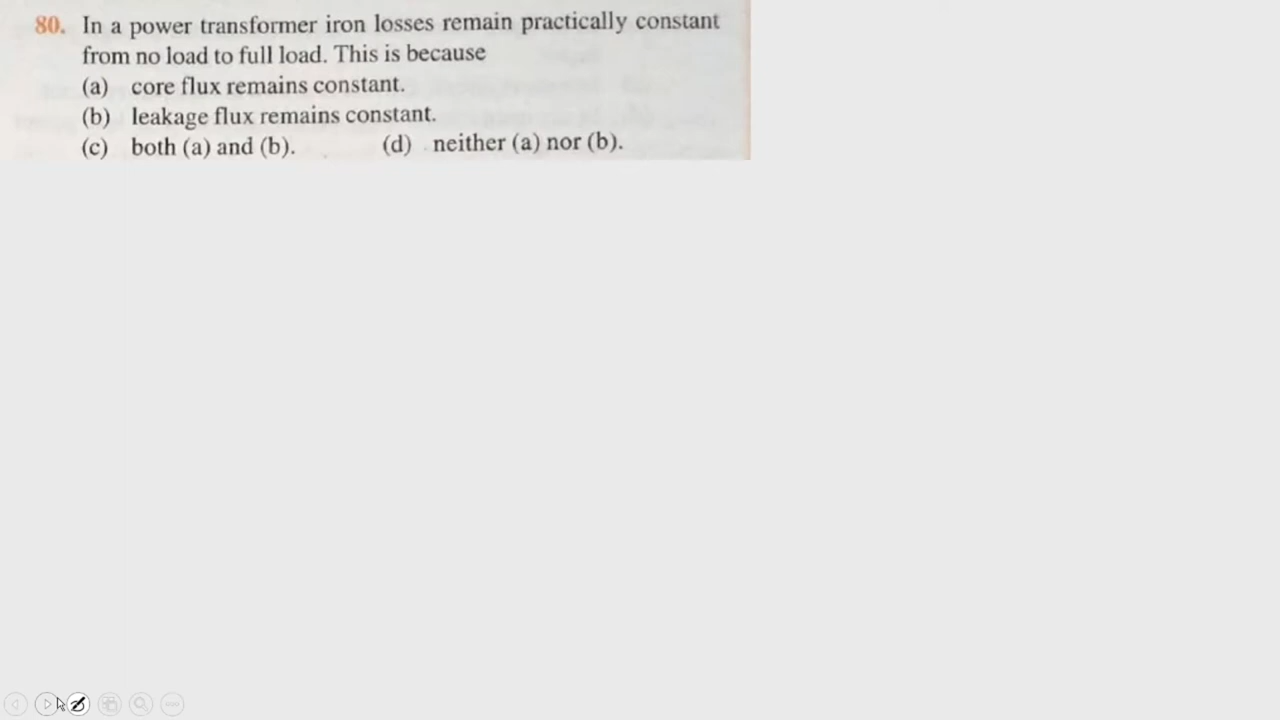 80. In a power transformer iron losses remain practically constant
from no load to full load. This is because
(a) core flux remains constant.
(b) leakage flux remains constant.
(c) both (a) and (b). (d) neither (a) nor (b).